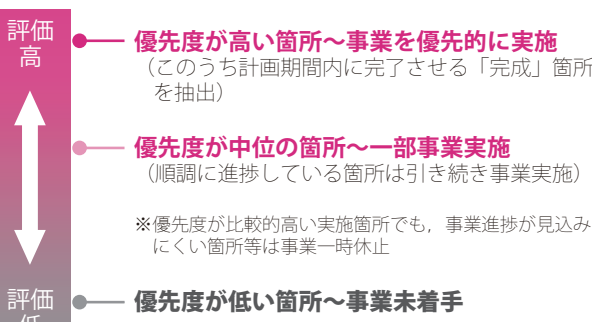 評価
高
優先度が高い箇所～事業を優先的に実施
（このうち計画期間内に完了させる「完成」箇所
を抽出）
優先度が中位の箇所～一部事業実施
（順調に進捗している箇所は引き続き事業実施）
※優先度が比較的高い実施箇所でも，事業進捗が見込み
にくい箇所等は事業一時休止
評価
優先度が低い箇所～事業未着手